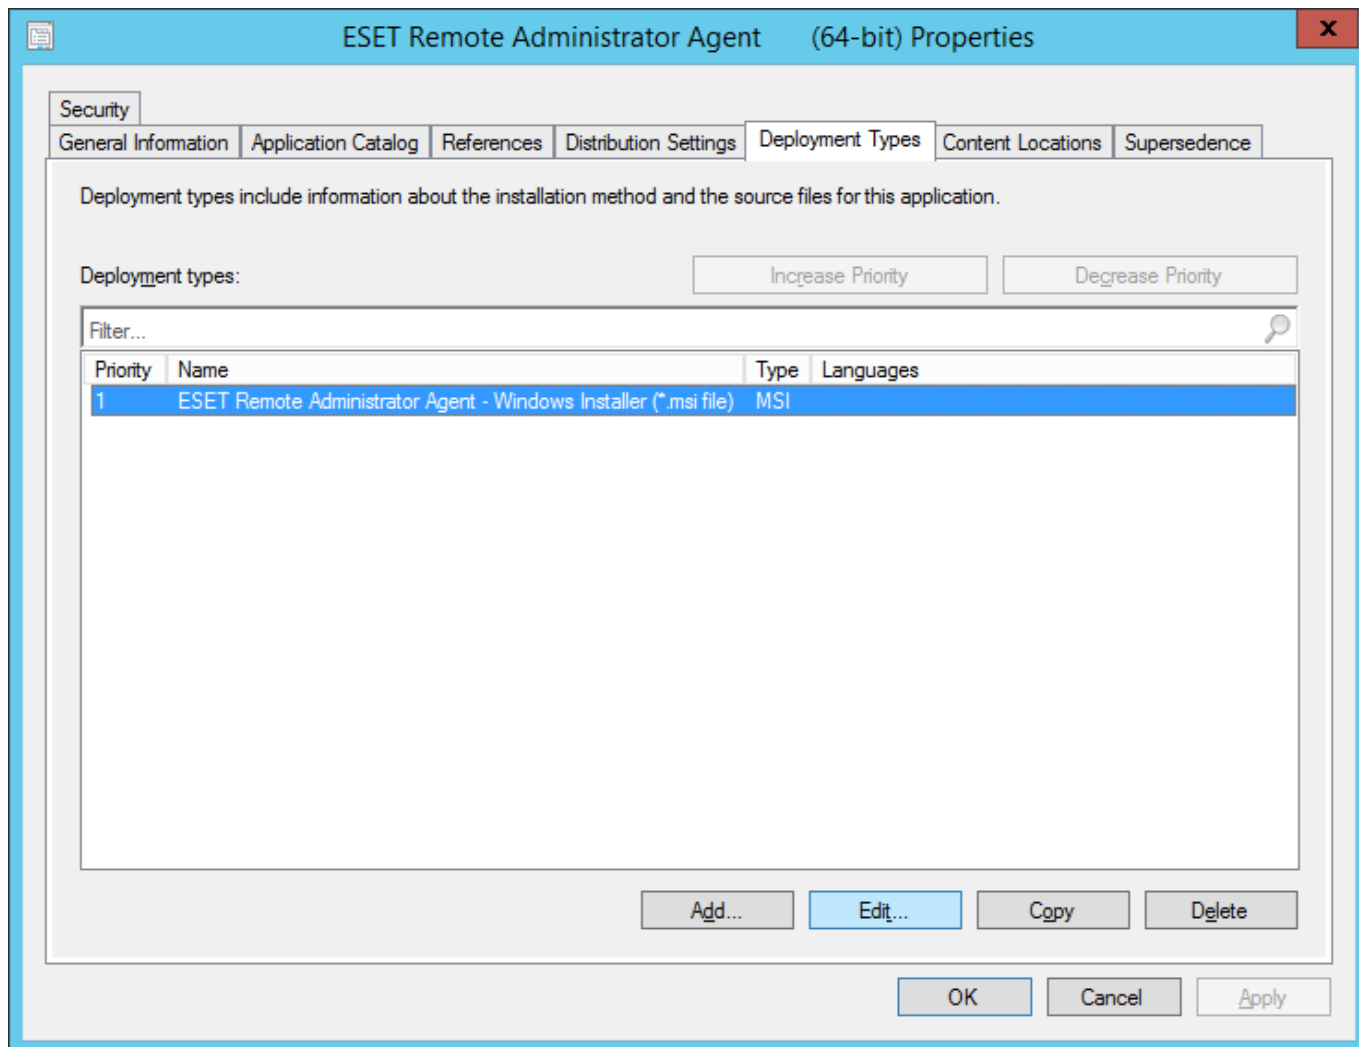 ESET Remote Administrator Agent (64-bit) Properties
x
Security
General Information Application Catalog References Distribution Settings Deployment Types Content Locations Supersedence
Deployment types include information about the installation method and the source files for this application.
Deployment types: Increase Priority Decrease Priority
Filter...
Priority Name Type Languages
1 ESET Remote Administrator Agent - Windows Installer (*.msi file) MSI
Add... Edit... Copy Delete
OK Cancel Apply